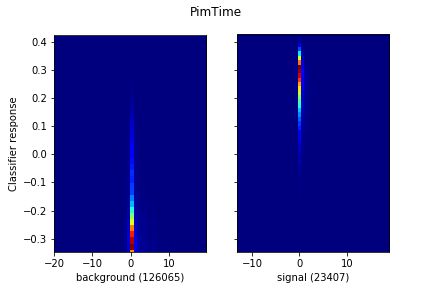 PimTime
Classifier response
0.4
0.3
0.2
0.1
0.0
−0.1
−0.2
−0.3
−20 −10 0 10
−10 0 10
background (126065)
signal (23407)